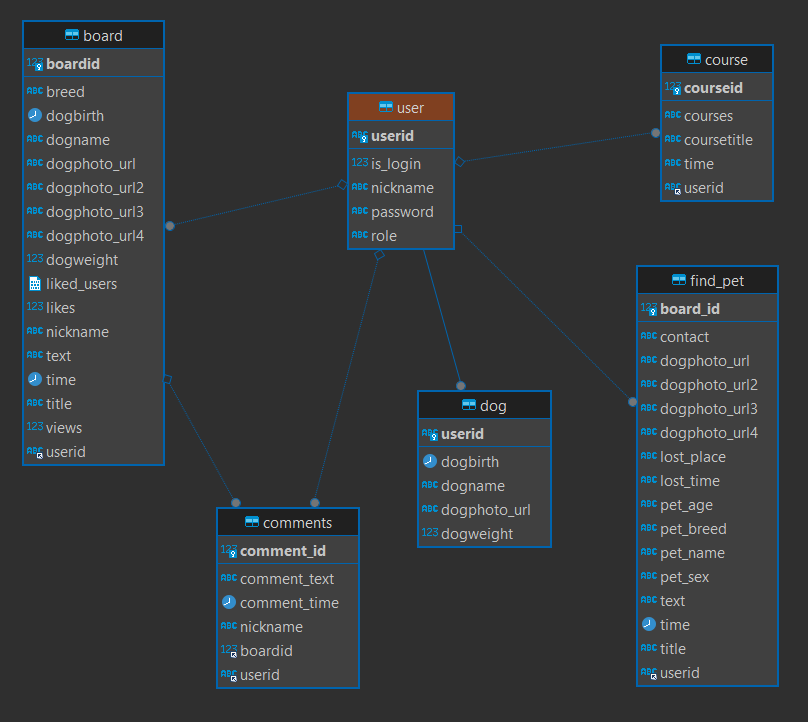 board
123 boardid
ABC breed
dogbirth
ABC dogname
ABC dogphoto_url
ABC dogphoto_url2
ABC dogphoto_url3
ABC dogphoto_url4
123 dogweight
liked_users
123 likes
ABC nickname
ABC text
time
ABC title
123 views
ABC userid
user
ABC userid
123 is_login
ABC nickname
ABC password
ABC role
course
123 courseid
ABC courses
ABC coursetitle
ABC time
ABC userid
comments
123 comment_id
ABC comment_text
comment_time
ABC nickname
123 boardid
ABC userid
dog
ABC userid
dogbirth
ABC dogname
ABC dogphoto_url
123 dogweight
find_pet
123 board_id
ABC contact
ABC dogphoto_url
ABC dogphoto_url2
ABC dogphoto_url3
ABC dogphoto_url4
ABC lost_place
ABC lost_time
ABC pet_age
ABC pet_breed
ABC pet_name
ABC pet_sex
ABC text
time
ABC title
ABC userid